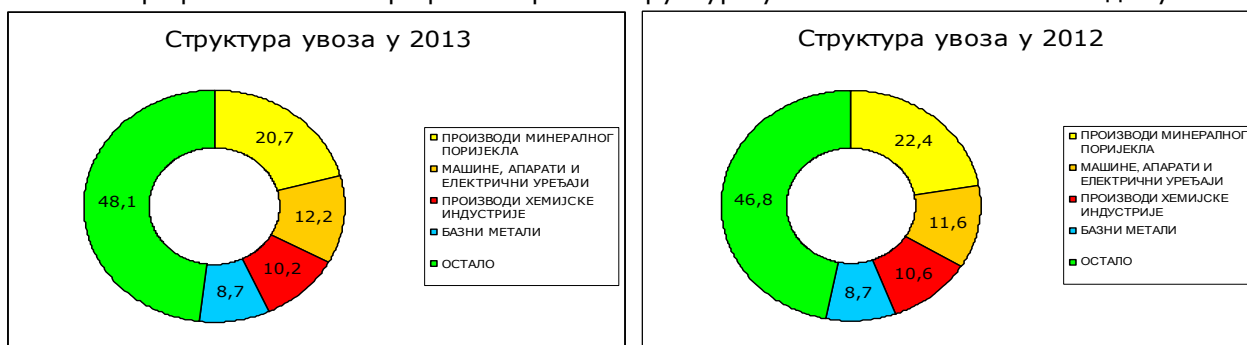 Структура увоза у 2013
20,7
12,2
10,2
8,7
48,1
ПРОИЗВОДИ МИНЕРАЛНОГ
ПОРИЈЕКЛА
МАШИНЕ, АПАРАТИ И
ЕЛЕКТРИЧНИ УРЕЂАЈИ
ПРОИЗВОДИ ХЕМИЈСКЕ
ИНДУСТРИЈЕ
БАЗНИ МЕТАЛИ
ОСТАЛО
Структура увоза у 2012
22,4
11,6
10,6
8,7
46,8
ПРОИЗВОДИ МИНЕРАЛНОГ
ПОРИЈЕКЛА
МАШИНЕ, АПАРАТИ И
ЕЛЕКТРИЧНИ УРЕЂАЈИ
ПРОИЗВОДИ ХЕМИЈСКЕ
ИНДУСТРИЈЕ
БАЗНИ МЕТАЛИ
ОСТАЛО